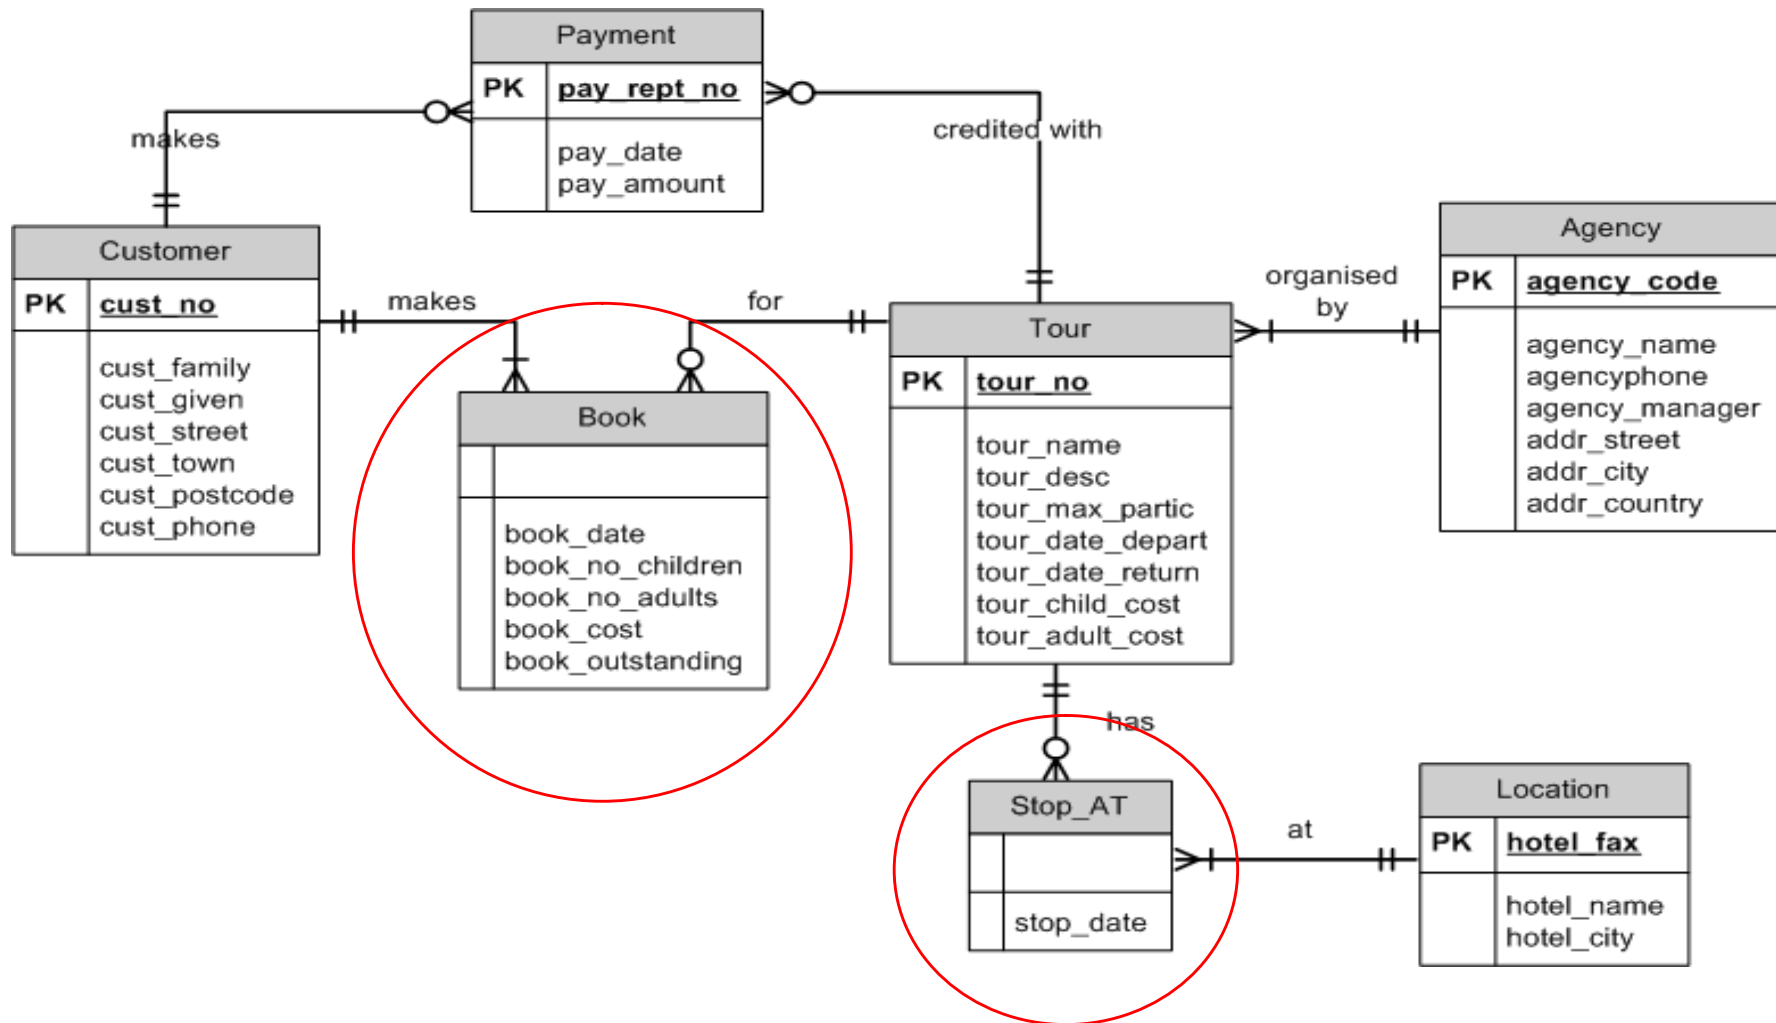 Payment
PK pay_rept_no
pay_date
pay_amount
makes
credited with
Customer
PK cust_no
cust_family
cust_given
cust_street
cust_town
cust_postcode
cust_phone
makes
for
Book
book_date
book_no_children
book_no_adults
book_cost
book_outstanding
Tour
PK tour_no
tour_name
tour_desc
tour_max_partic
tour_date_depart
tour_date_return
tour_child_cost
tour_adult_cost
organised
by
Agency
PK agency_code
agency_name
agencyphone
agency_manager
addr_street
addr_city
addr_country
has
Stop_AT
stop_date
at
Location
PK hotel_fax
hotel_name
hotel_city